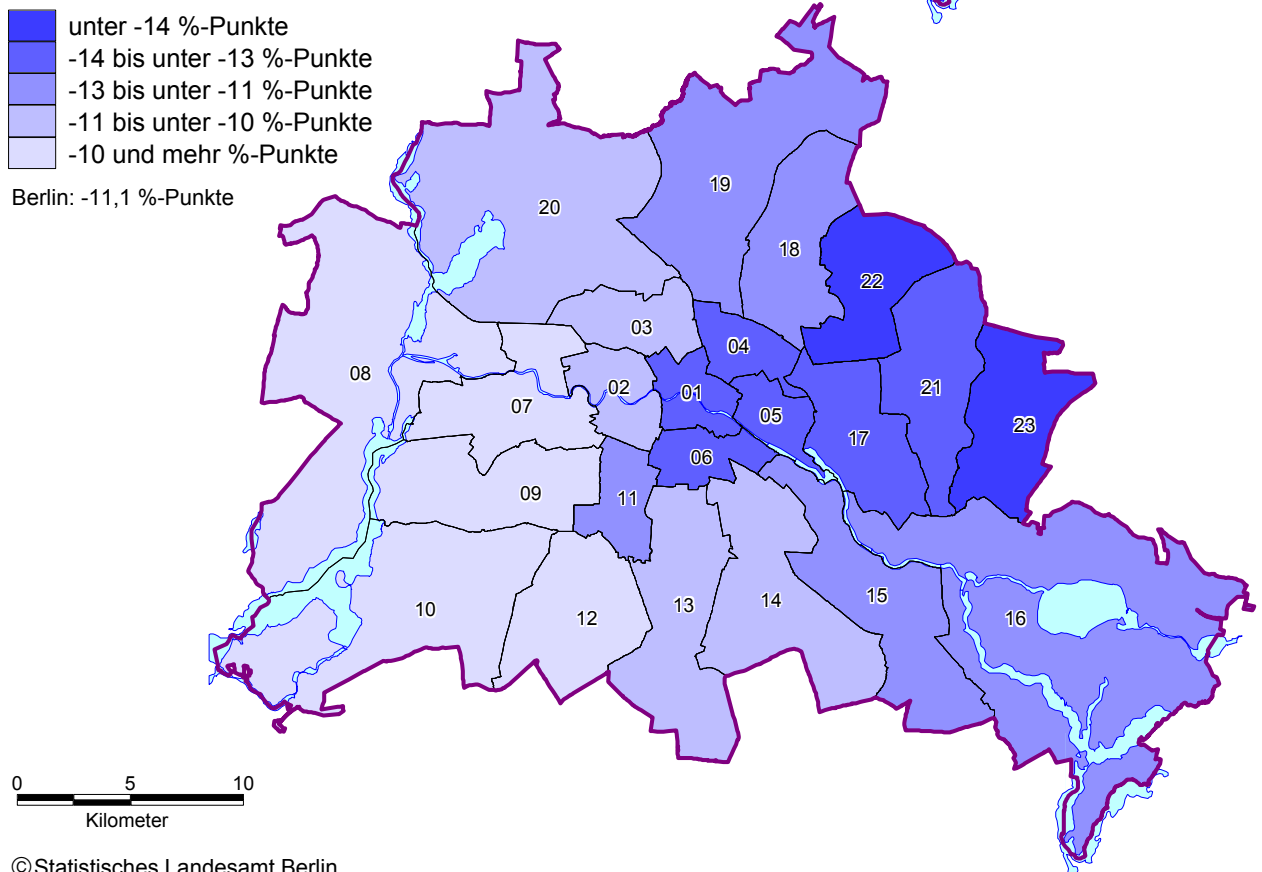 unter -14 %-Punkte
-14 bis unter -13 %-Punkte
-13 bis unter -11 %-Punkte
-11 bis unter -10 %-Punkte
-10 und mehr %-Punkte
Berlin: -11,1 %-Punkte
19
20
18
22
03
04
08
02
01
21
07
05
23
17
06
09
11
10
12
13
14
15
16
0 5 10
Kilometer
©Statistisches Landesamt Berlin